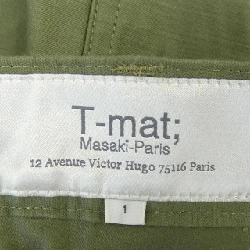 T-mat;
Masaki-Paris
12 Avenue Victor Hugo 75116 Paris
1